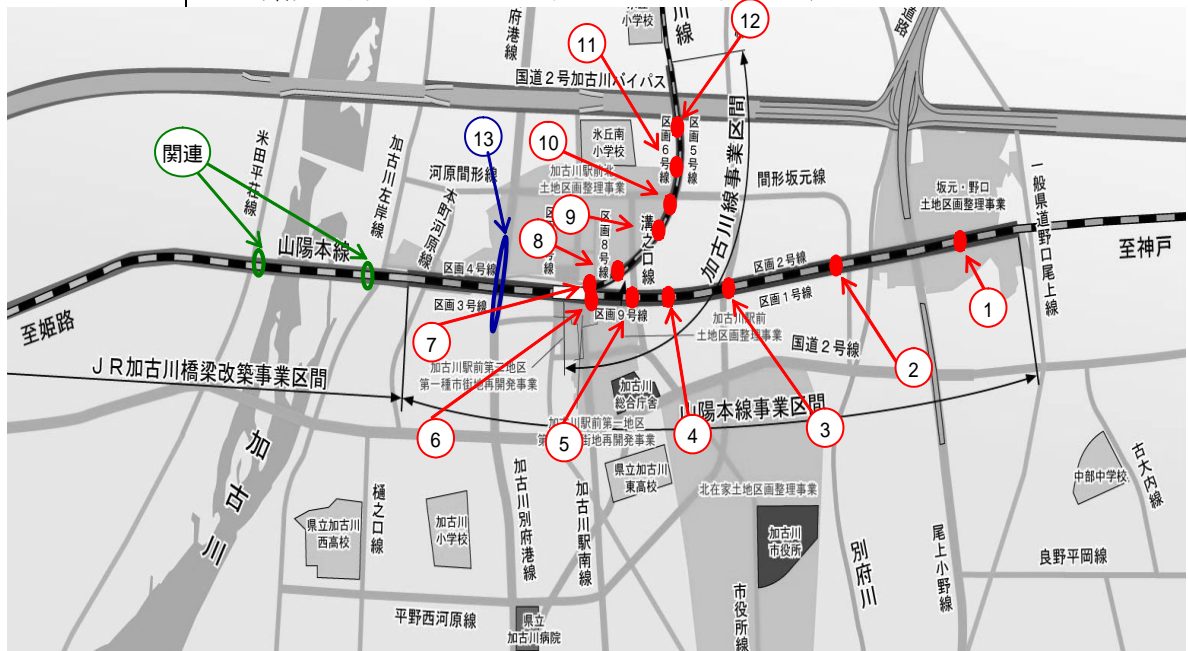 府港線
小学校
川線
道路
12
11
国道2号加古川バイパス
米田平荘線
加古川左岸線
13
関連
10
氷丘南
小学校
区画6号線
区画5号線
加古川線事業区間
河原間形線
加古川駅前北
土地区画整理事業
間形坂元線
坂元・野口
土地区画整理事業
一般県道野口尾上線
本町河原線
9
8
区画8号線
溝之口線
山陽本線
区画4号線
区画2号線
至神戸
区画3号線
区画9号線
区画1号線
1
至姫路
7
加古川駅前
土地区画整理事業
国道2号線
2
JR加古川橋梁改築事業区間
加古川駅前第二地区
第一種市街地再開発事業
加古川
総合庁舎
山陽本線事業区間
6
5
4
3
加古川
県立加古川
東高校
北在家土地区画整理事業
中部中学校
古大内線
樋之口線
加古川別府港線
加古川駅南線
県立加古川
西高校
加古川
小学校
加古川
市役所
別府川
尾上小野線
良野平岡線
市役所線
平野西河原線
県立
加古川病院